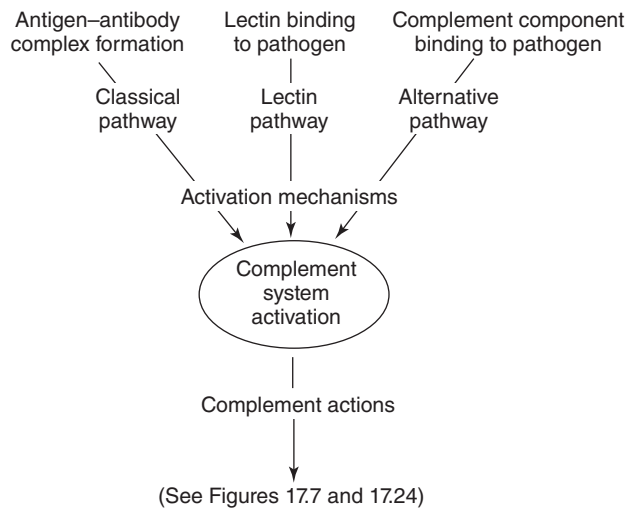 Antigen–antibody
complex formation
Lectin binding
to pathogen
Complement component
binding to pathogen
Classical
pathway
Lectin
pathway
Alternative
pathway
Activation mechanisms
Complement
system
activation
Complement actions
(See Figures 17.7 and 17.24)